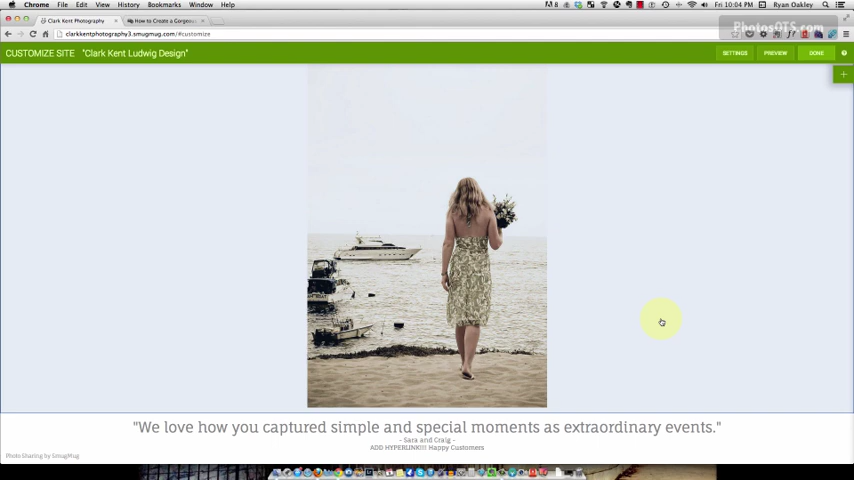 Chrome File Edit View History Bookmarks Window Help
8 Fri 10:04 PM Ryan Oakley
Clark Kent Photography
How to Create a Gorgeou
PhotosOTS.com
clarkkentphotography3.smugmug.com/#customize
CUSTOMIZE SITE "Clark Kent Ludwig Design"
SETTINGS PREVIEW DONE ?
+
"We love how you captured simple and special moments as extraordinary events."
- Sara and Craig -
ADD HYPERLINK!!! Happy Customers
Photo Sharing by SmugMug